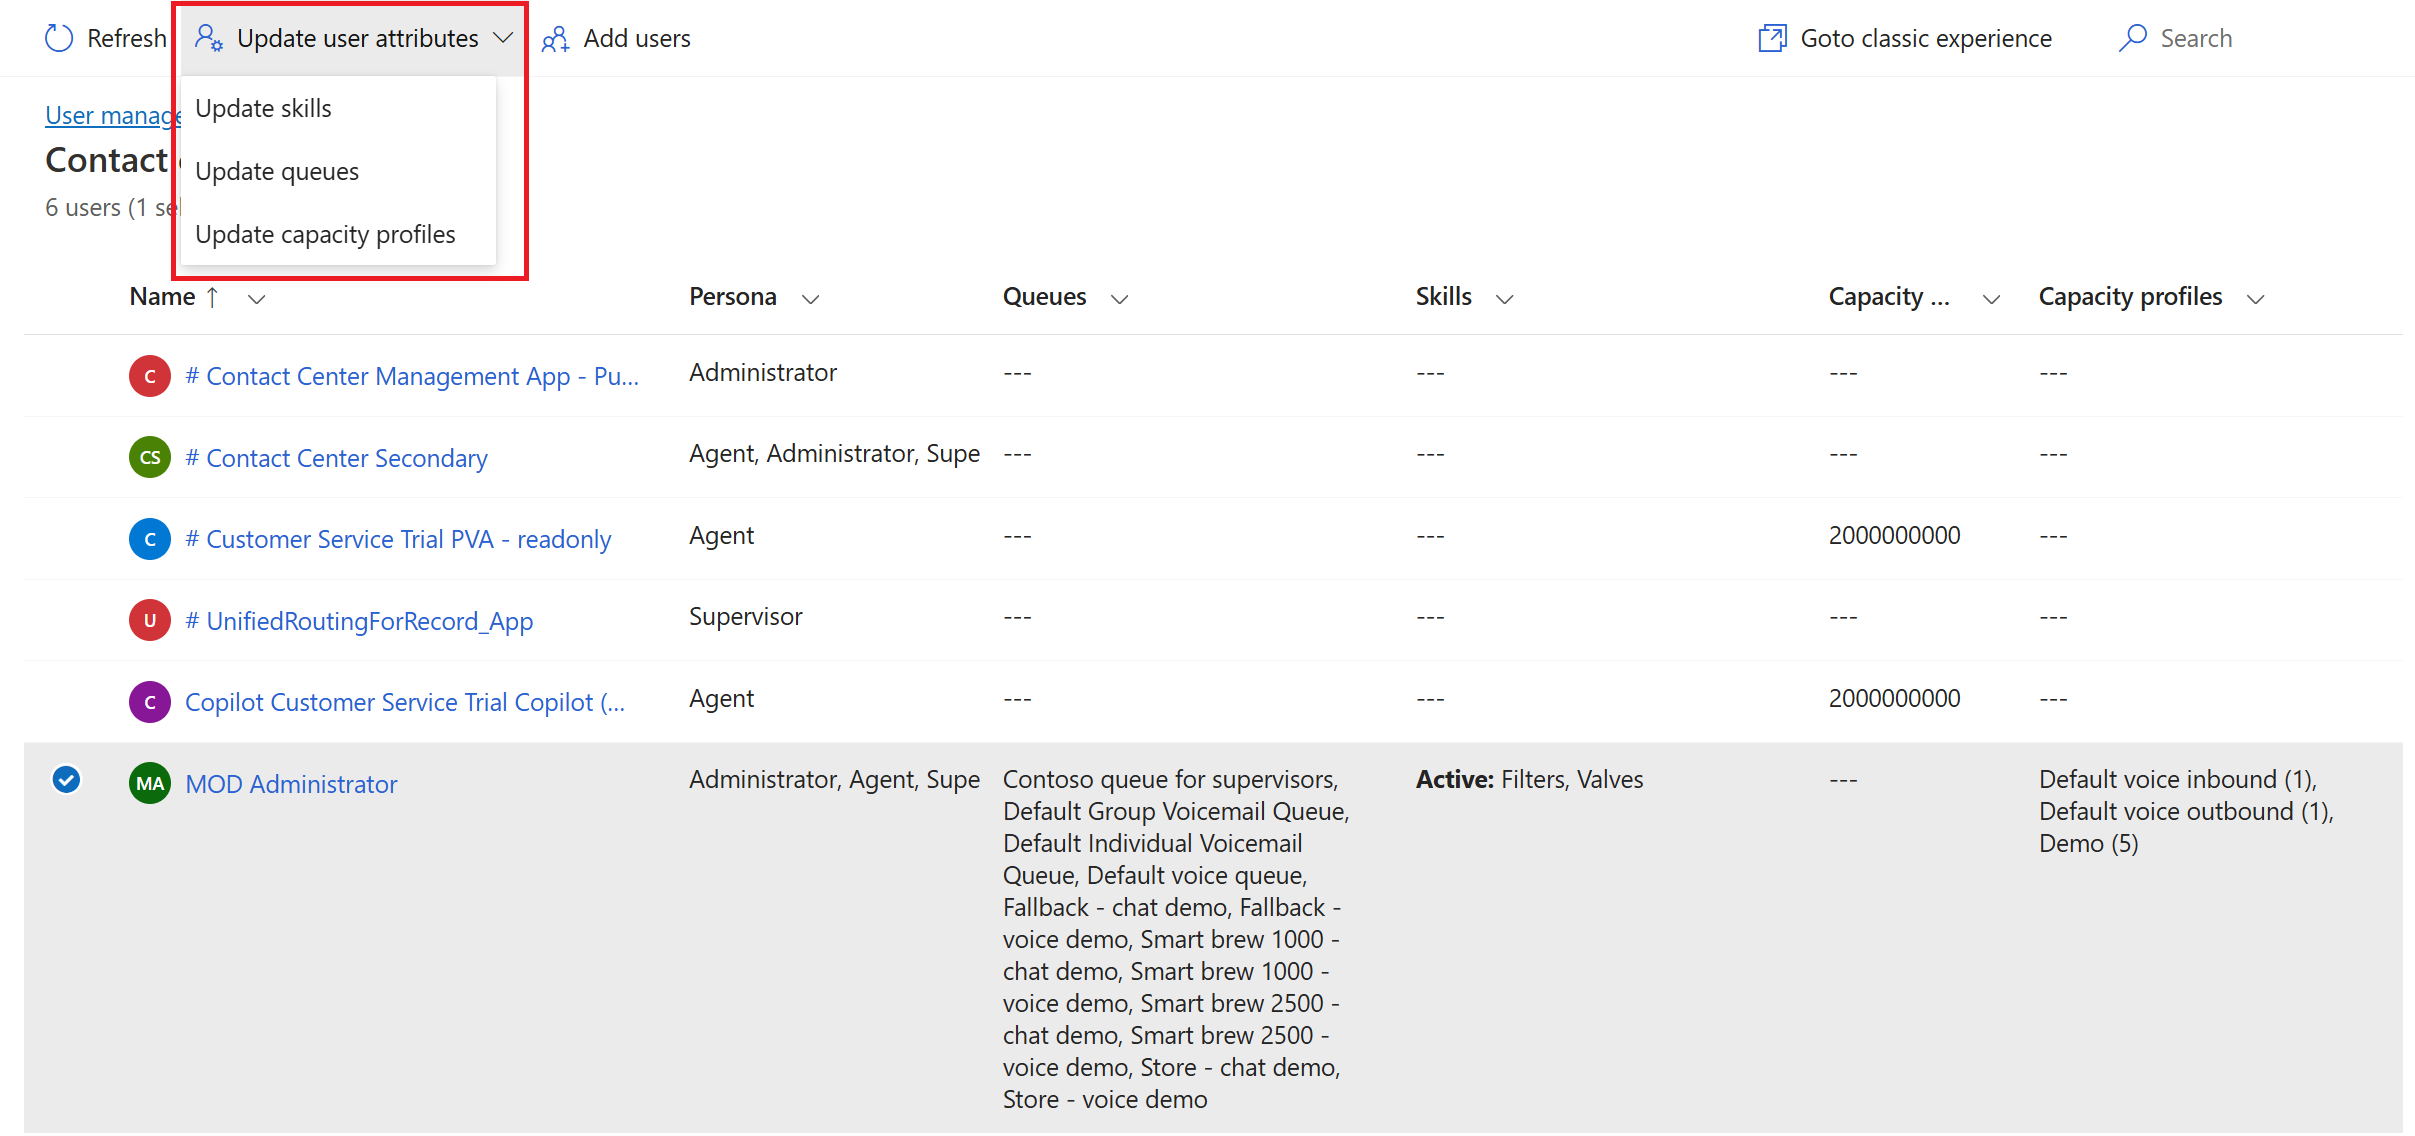 Refresh
Update user attributes
Add users
Goto classic experience
Search
Update skills
Update queues
Update capacity profiles
User manage
Contact
6 users (1 sel
Name ↑
Persona
Queues
Skills
Capacity ...
Capacity profiles
C # Contact Center Management App - Pu... Administrator --- --- --- ---
CS # Contact Center Secondary Agent, Administrator, Supe --- --- --- ---
C # Customer Service Trial PVA - readonly Agent --- --- 2000000000 ---
U # UnifiedRoutingForRecord_App Supervisor --- --- --- ---
C Copilot Customer Service Trial Copilot (... Agent --- --- 2000000000 ---
MA MOD Administrator
Administrator, Agent, Supe
Contoso queue for supervisors,
Default Group Voicemail Queue,
Default Individual Voicemail
Queue, Default voice queue,
Fallback - chat demo, Fallback -
voice demo, Smart brew 1000 -
chat demo, Smart brew 1000 -
voice demo, Smart brew 2500 -
chat demo, Smart brew 2500 -
voice demo, Store - chat demo,
Store - voice demo
Active: Filters, Valves
---
Default voice inbound (1),
Default voice outbound (1),
Demo (5)